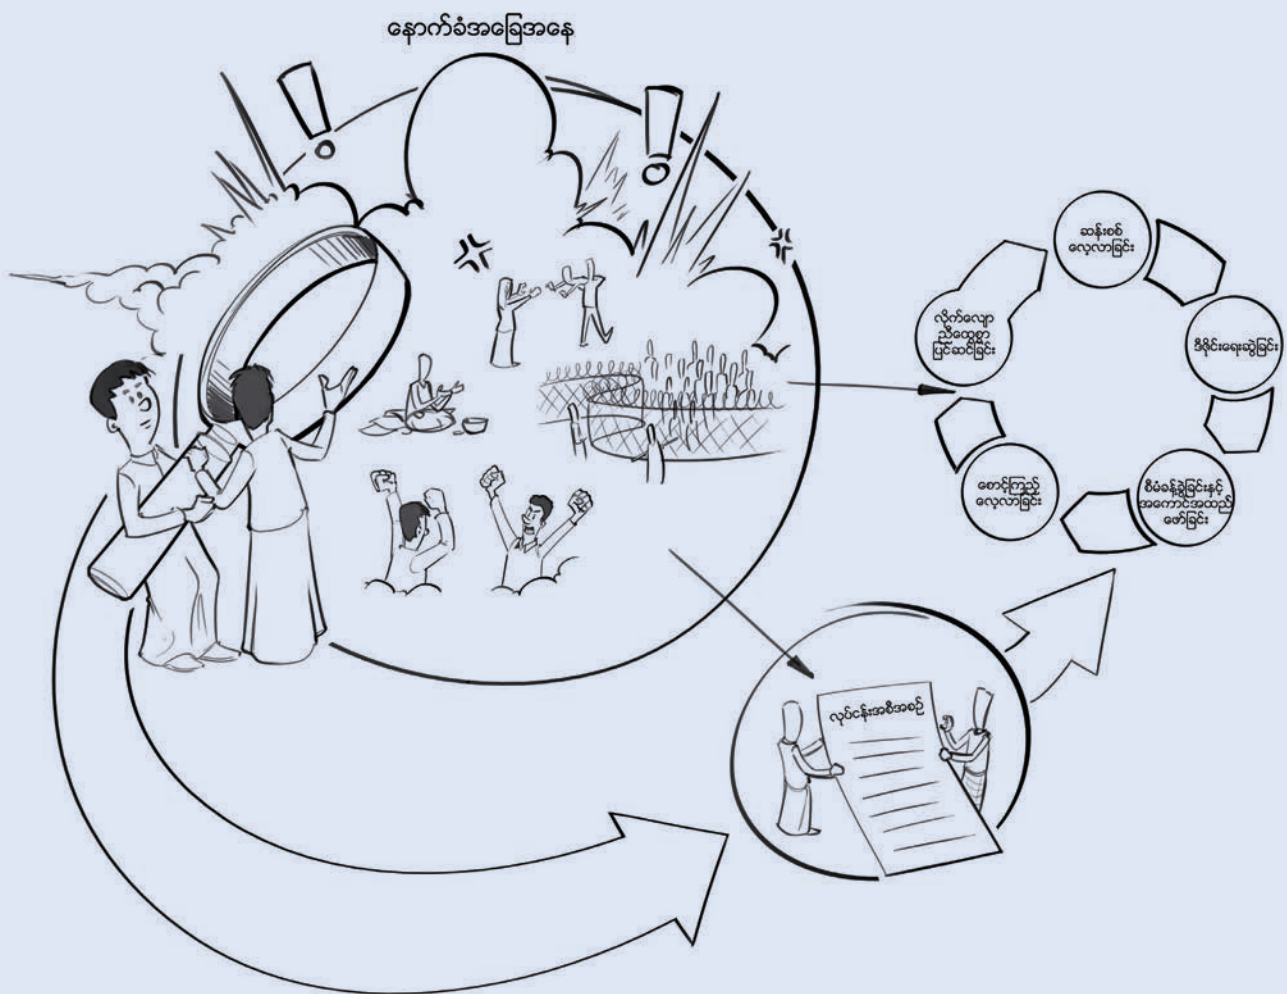 နောက်ခံအခြေအနေ
ဆန်းစစ်
လေ့လာခြင်း
လိုက်လျော
ညီထွေစွာ
ပြင်ဆင်ခြင်း
ဒီဇိုင်းရေးဆွဲခြင်း
စောင့်ကြည့်
လေ့လာခြင်း
စီမံခန့်ခွဲခြင်းနှင့်
အကောင်အထည်
ဖော်ခြင်း
လုပ်ငန်းအစီအစဉ်